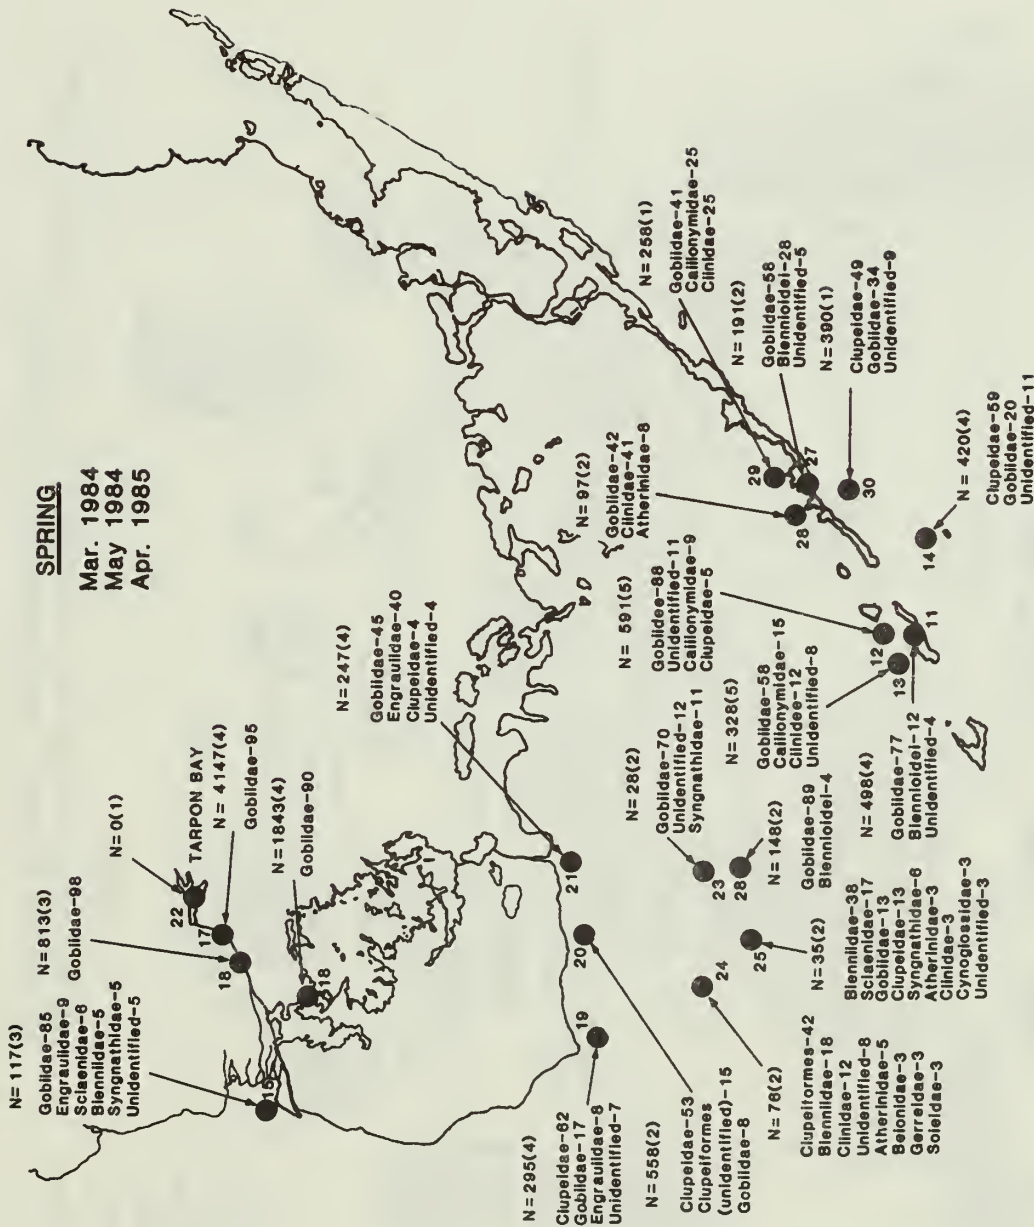 SPRING
Mar. 1984
May 1984
Apr. 1985
N=117(3)
Gobiidae-85
Engraulidae-9
Sciaenidae-6
Blenniidae-5
Syngnathidae-5
Unidentified-5
15
N=813(3)
Gobiidae-98
18
N=0(1)
22
TARPON BAY
17
N=4147(4)
Gobiidae-95
N=1843(4)
Gobiidae-90
18
N=247(4)
Gobiidae-45
Engraulidae-40
Clupeidae-4
Unidentified-4
21
20
19
N=295(4)
Clupeidae-62
Gobiidae-17
Engraulidae-8
Unidentified-7
N=558(2)
Clupeidae-53
Clupeiformes
(unidentified)-15
Gobiidae-8
N=76(2)
24
Clupeiformes-42
Blenniidae-18
Clinidae-12
Unidentified-8
Atherinidae-5
Belonidae-3
Gerreidae-3
Soleidae-3
N=35(2)
25
Blenniidae-38
Sciaenidae-17
Gobiidae-13
Clupeidae-13
Syngnathidae-6
Atherinidae-3
Clinidae-3
Cynoglossidae-3
Unidentified-3
N=28(2)
Gobiidae-70
Unidentified-12
Syngnathidae-11
23
28
N=148(2)
Gobiidae-89
Blennioidei-4
N=328(5)
Gobiidae-58
Callionymidae-15
Clinidee-12
Unidentified-8
13
N=498(4)
Gobiidae-77
Blennioidei-12
Unidentified-4
11
N=591(5)
Gobiidee-88
Unidentified-11
Callionymidae-9
Clupeidae-5
12
N=97(2)
Gobiidae-42
Clinidae-41
Atherinidae-8
28
N=258(1)
Gobiidae-41
Callionymidae-25
Clinidae-25
29
N=191(2)
Gobiidae-58
Blennioidei-28
Unidentified-5
27
N=390(1)
Clupeidae-49
Gobiidae-34
Unidentified-9
30
N=420(4)
Clupeidae-59
Gobiidae-20
Unidentified-11
14